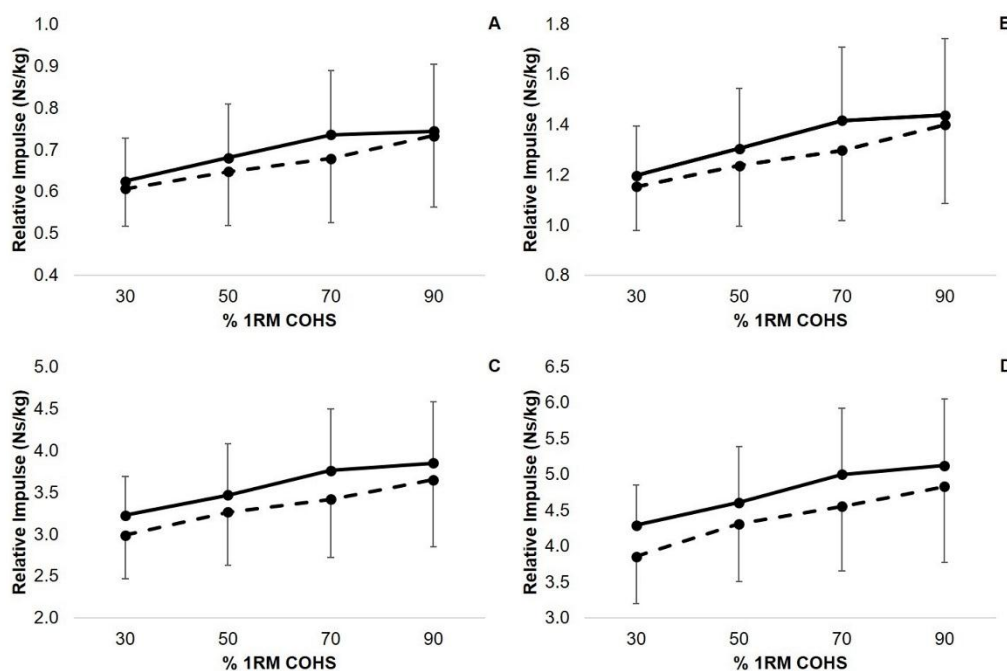 A
Relative Impulse (Ns/kg)
1.0
0.9
0.8
0.7
0.6
0.5
0.4
30 50 70 90
% 1RM COHS
B
Relative Impulse (Ns/kg)
1.8
1.6
1.4
1.2
1.0
0.8
30 50 70 90
% 1RM COHS
C
Relative Impulse (Ns/kg)
5.0
4.5
4.0
3.5
3.0
2.5
2.0
30 50 70 90
% 1RM COHS
D
Relative Impulse (Ns/kg)
6.5
6.0
5.5
5.0
4.5
4.0
3.5
3.0
30 50 70 90
% 1RM COHS